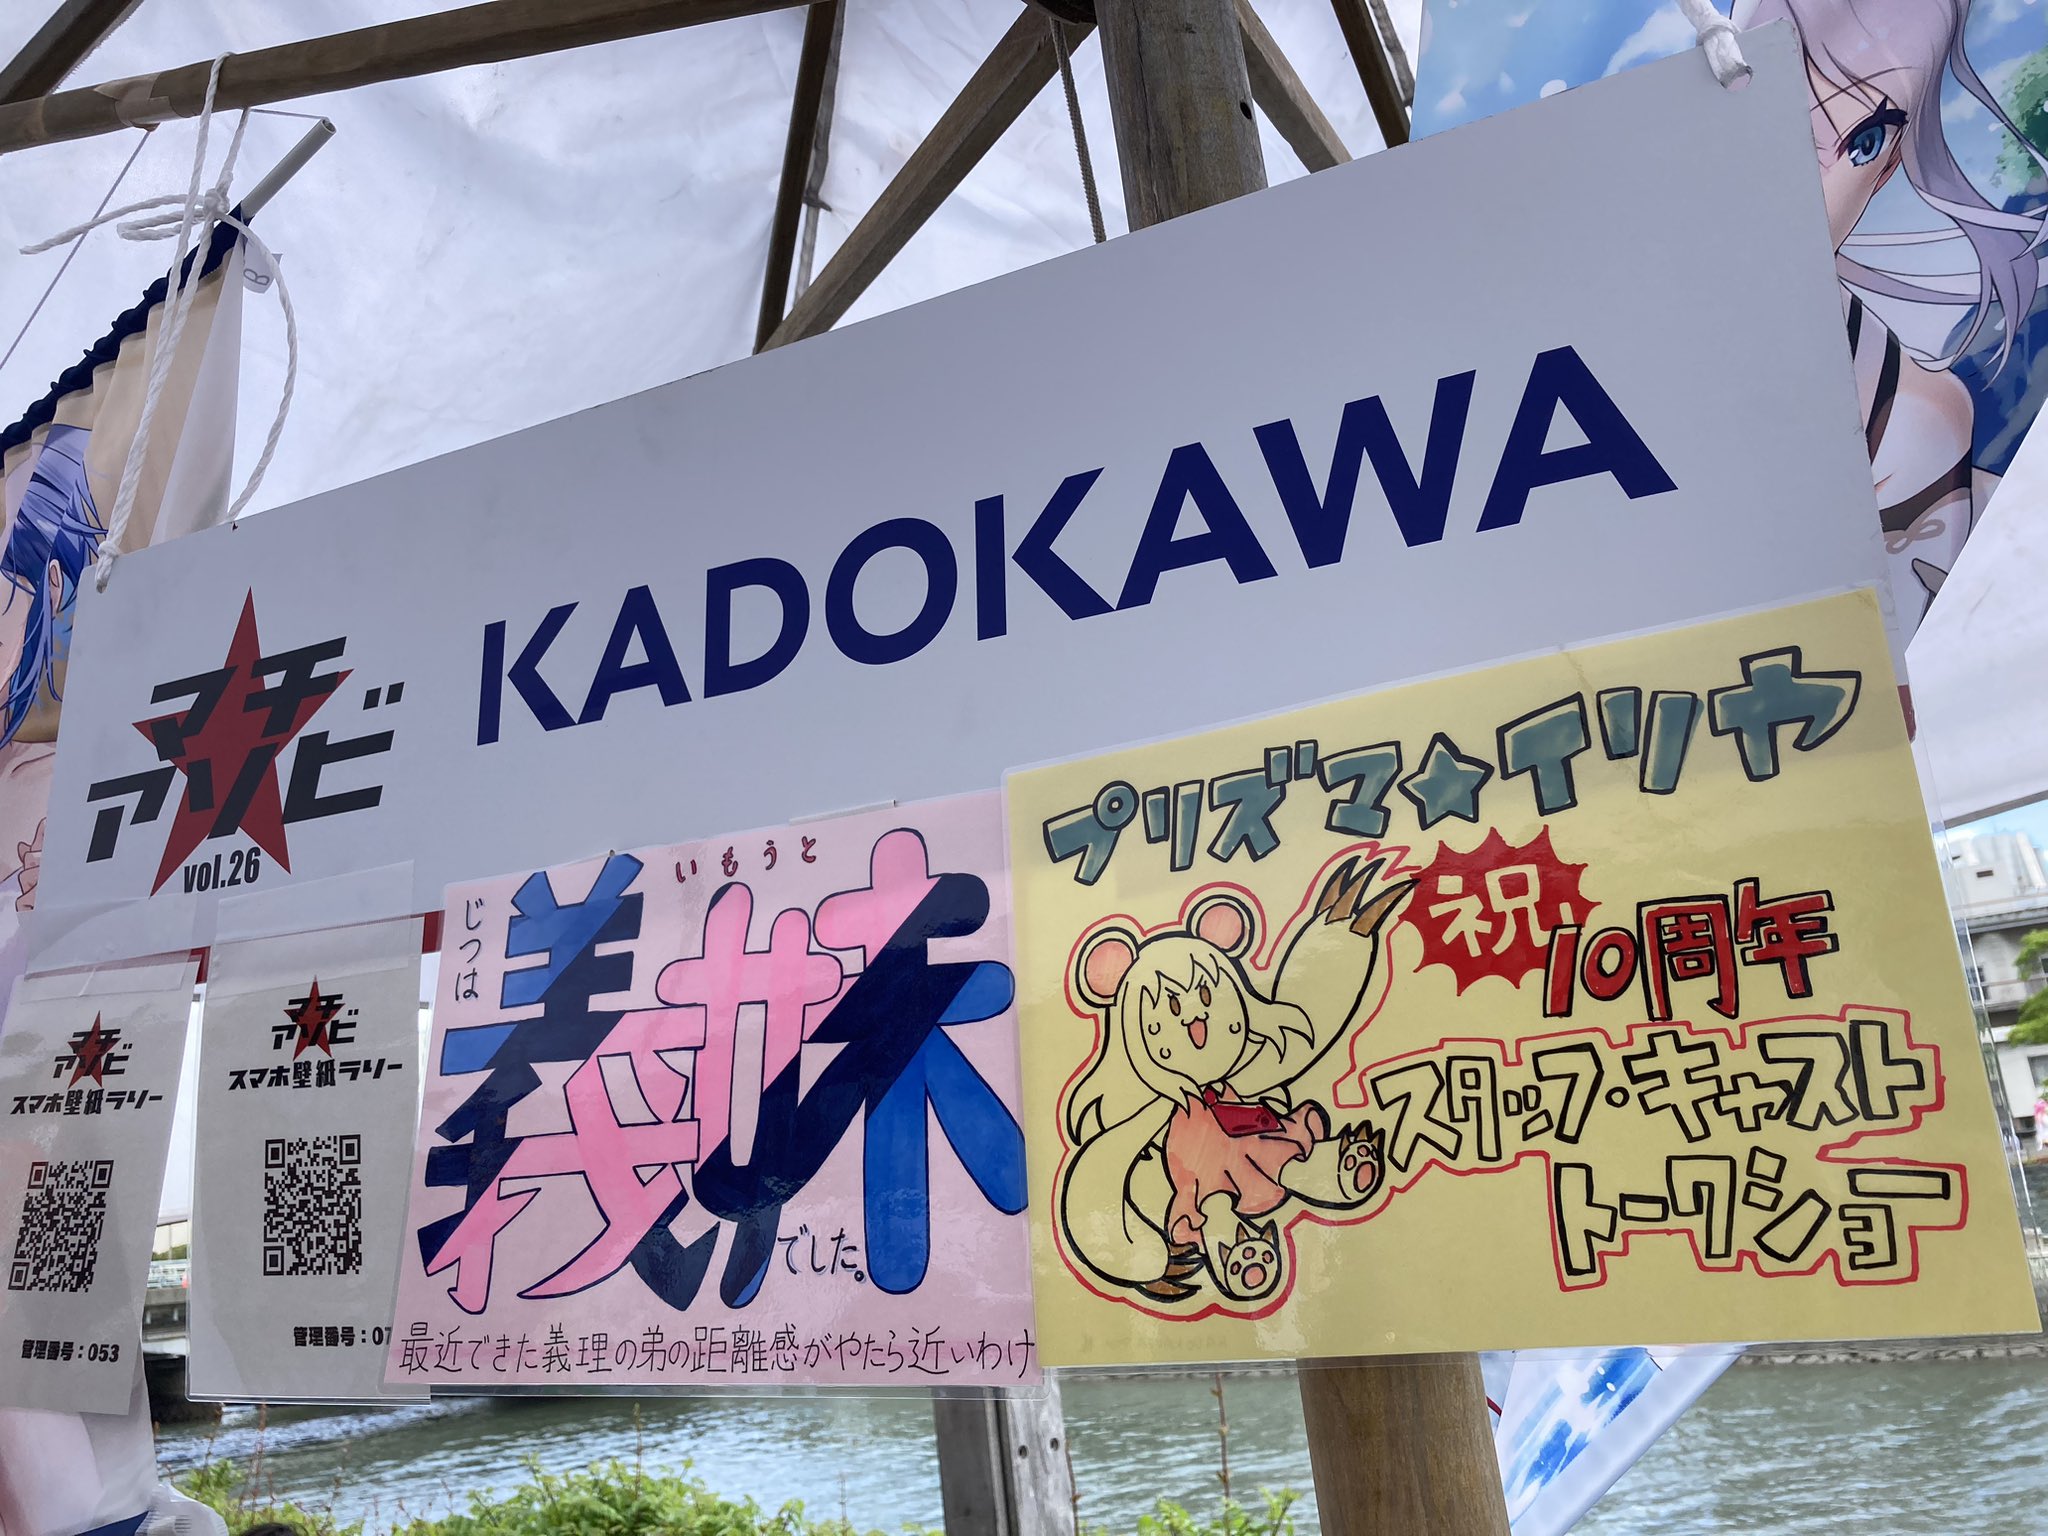 KADOKAWA
マチ
アソビ
vol.26
マチ
アソビ
スマホ壁紙ラリー
管理番号：053
マチ
アソビ
スマホ壁紙ラリー
管理番号：07
じつは
いもうと
義妹
でした。
最近できた義理の弟の距離感がやたら近いわけ
プリズマ☆イリヤ
祝
10周年
スタッフ・キャスト
トークショー